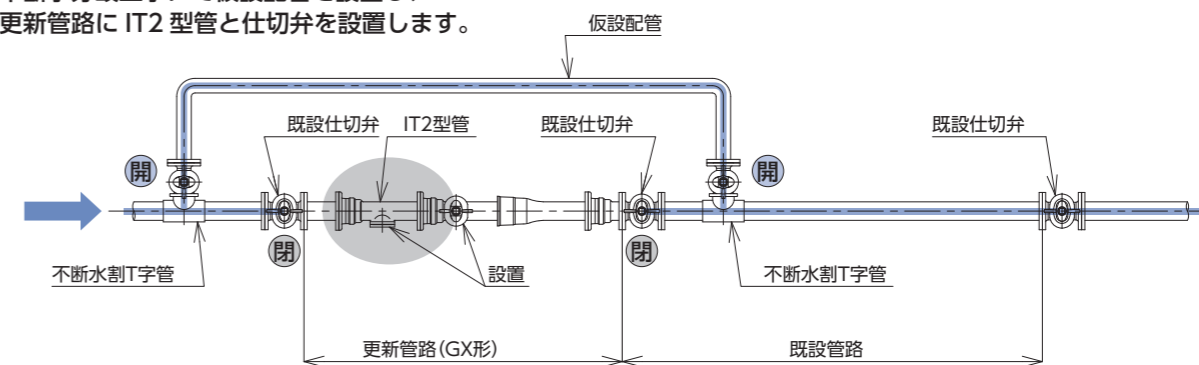 更新管路に IT2 型管と仕切弁を設置します。
仮設配管
既設仕切弁
IT2型管
既設仕切弁
既設仕切弁
開
開
閉
閉
不断水割T字管
設置
不断水割T字管
更新管路(GX形)
既設管路